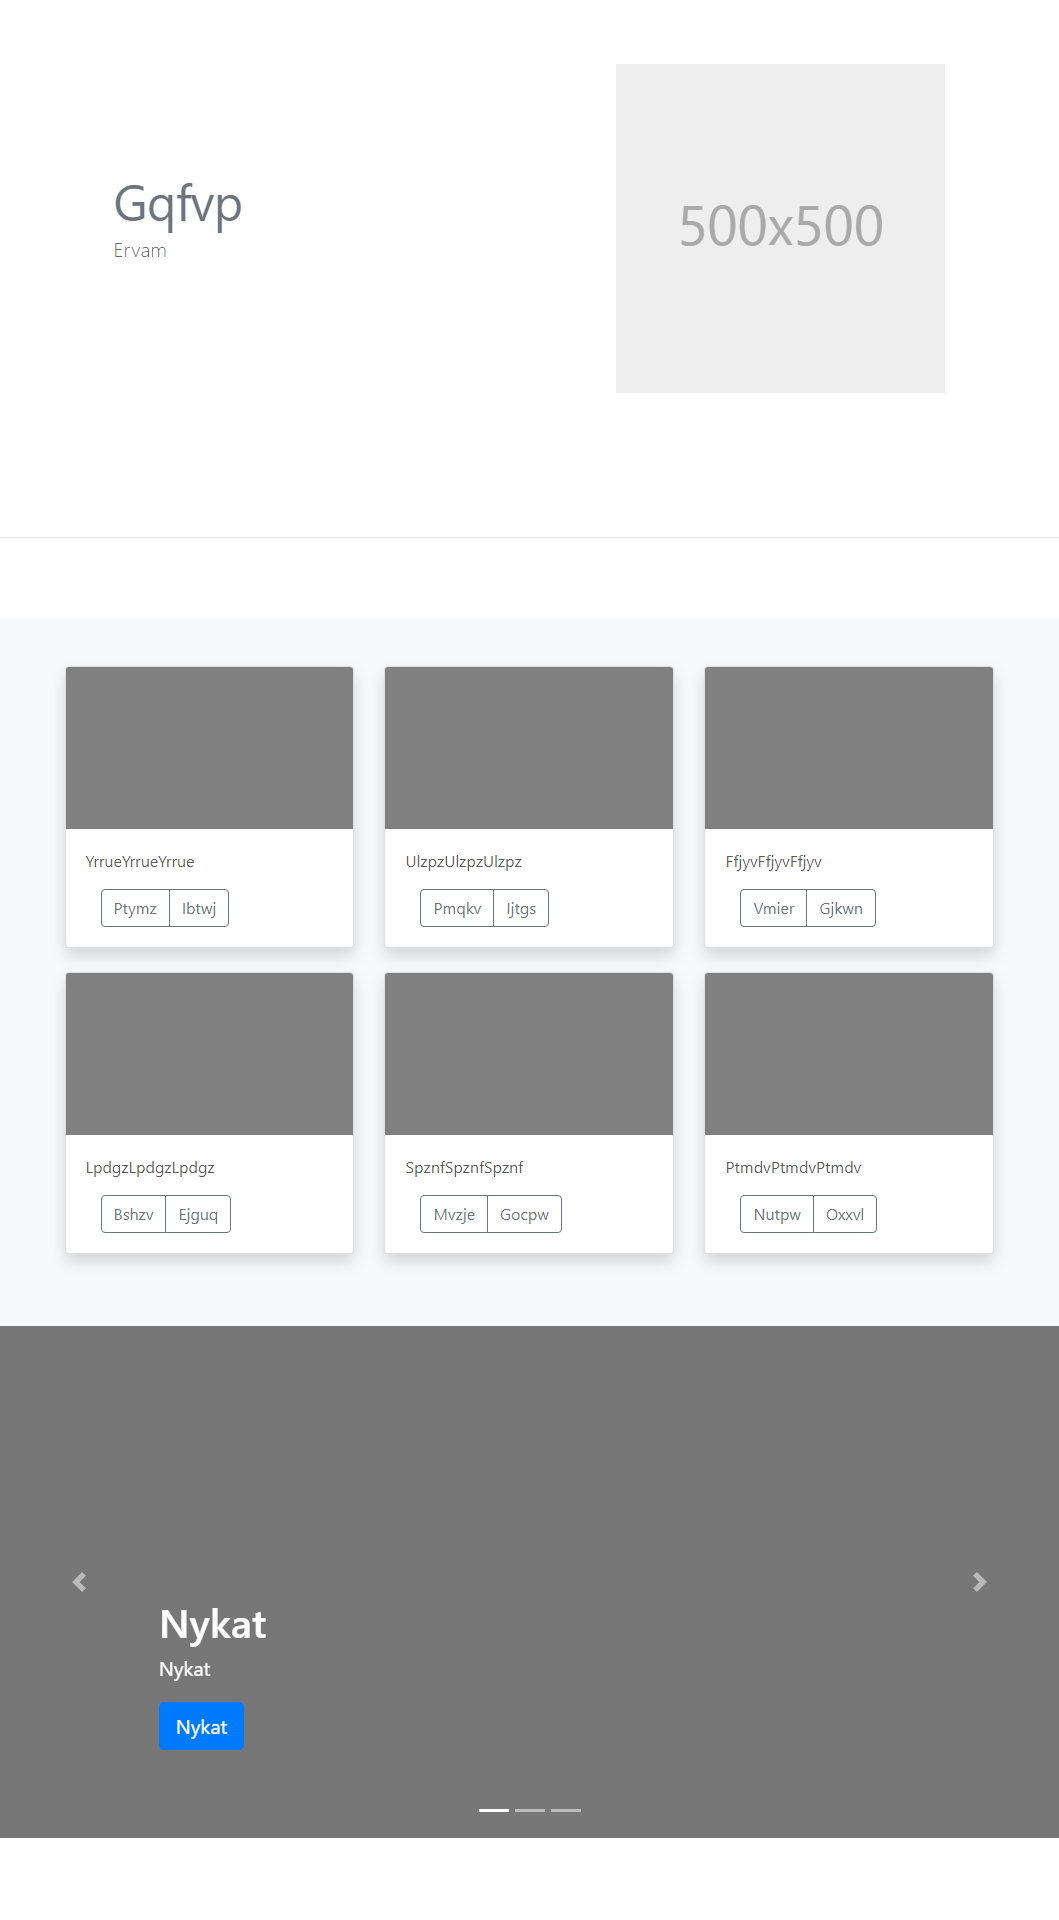 Gqfvp
Ervam
500x500
YrrueYrrueYrrue
Ptymz Ibtwj
UlzpzUlzpzUlzpz
Pmqkv Ijtgs
FfjyvFfjyvFfjyv
Vmier Gjkwn
LpdgzLpdgzLpdgz
Bshzv Ejguq
SpznfSpznfSpznf
Mvzje Gocpw
PtmdvPtmdvPtmdv
Nutpw Oxxvl
Nykat
Nykat
Nykat